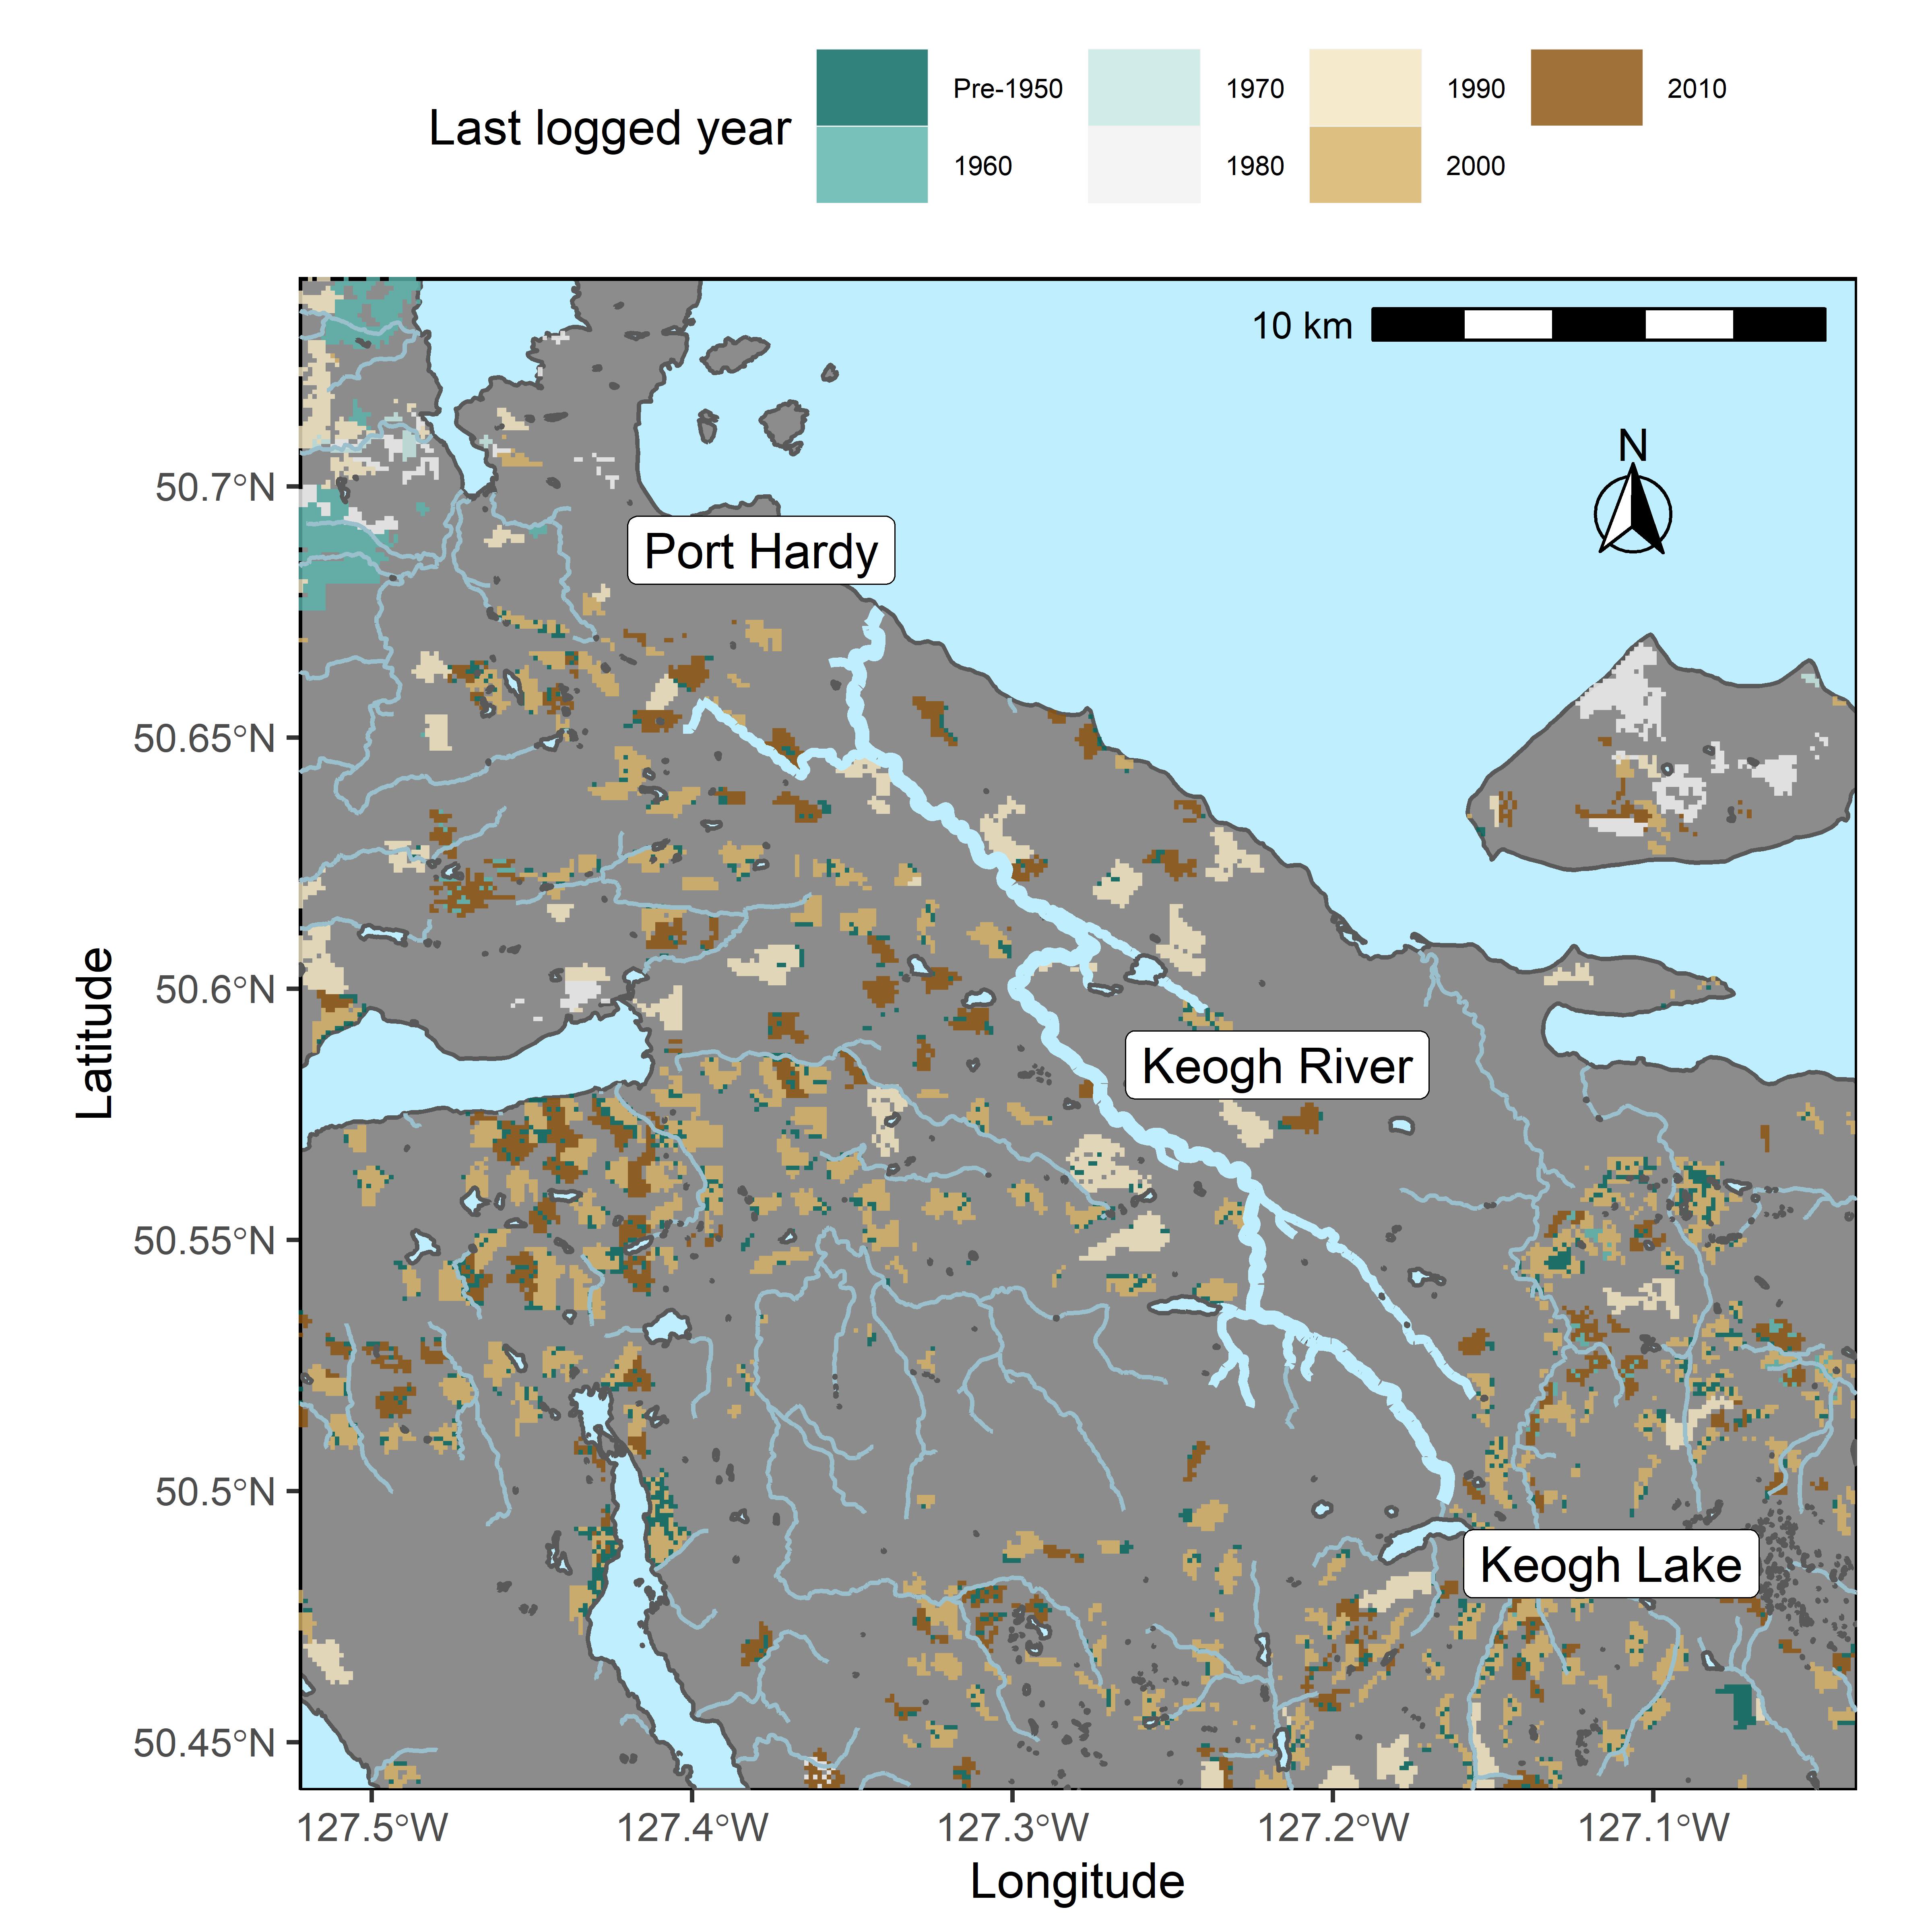 Last logged year
Pre-1950
1960
1970
1980
1990
2000
2010
10 km
N
Port Hardy
Keogh River
Keogh Lake
50.7°N
50.65°N
50.6°N
50.55°N
50.5°N
50.45°N
Latitude
127.5°W
127.4°W
127.3°W
127.2°W
127.1°W
Longitude